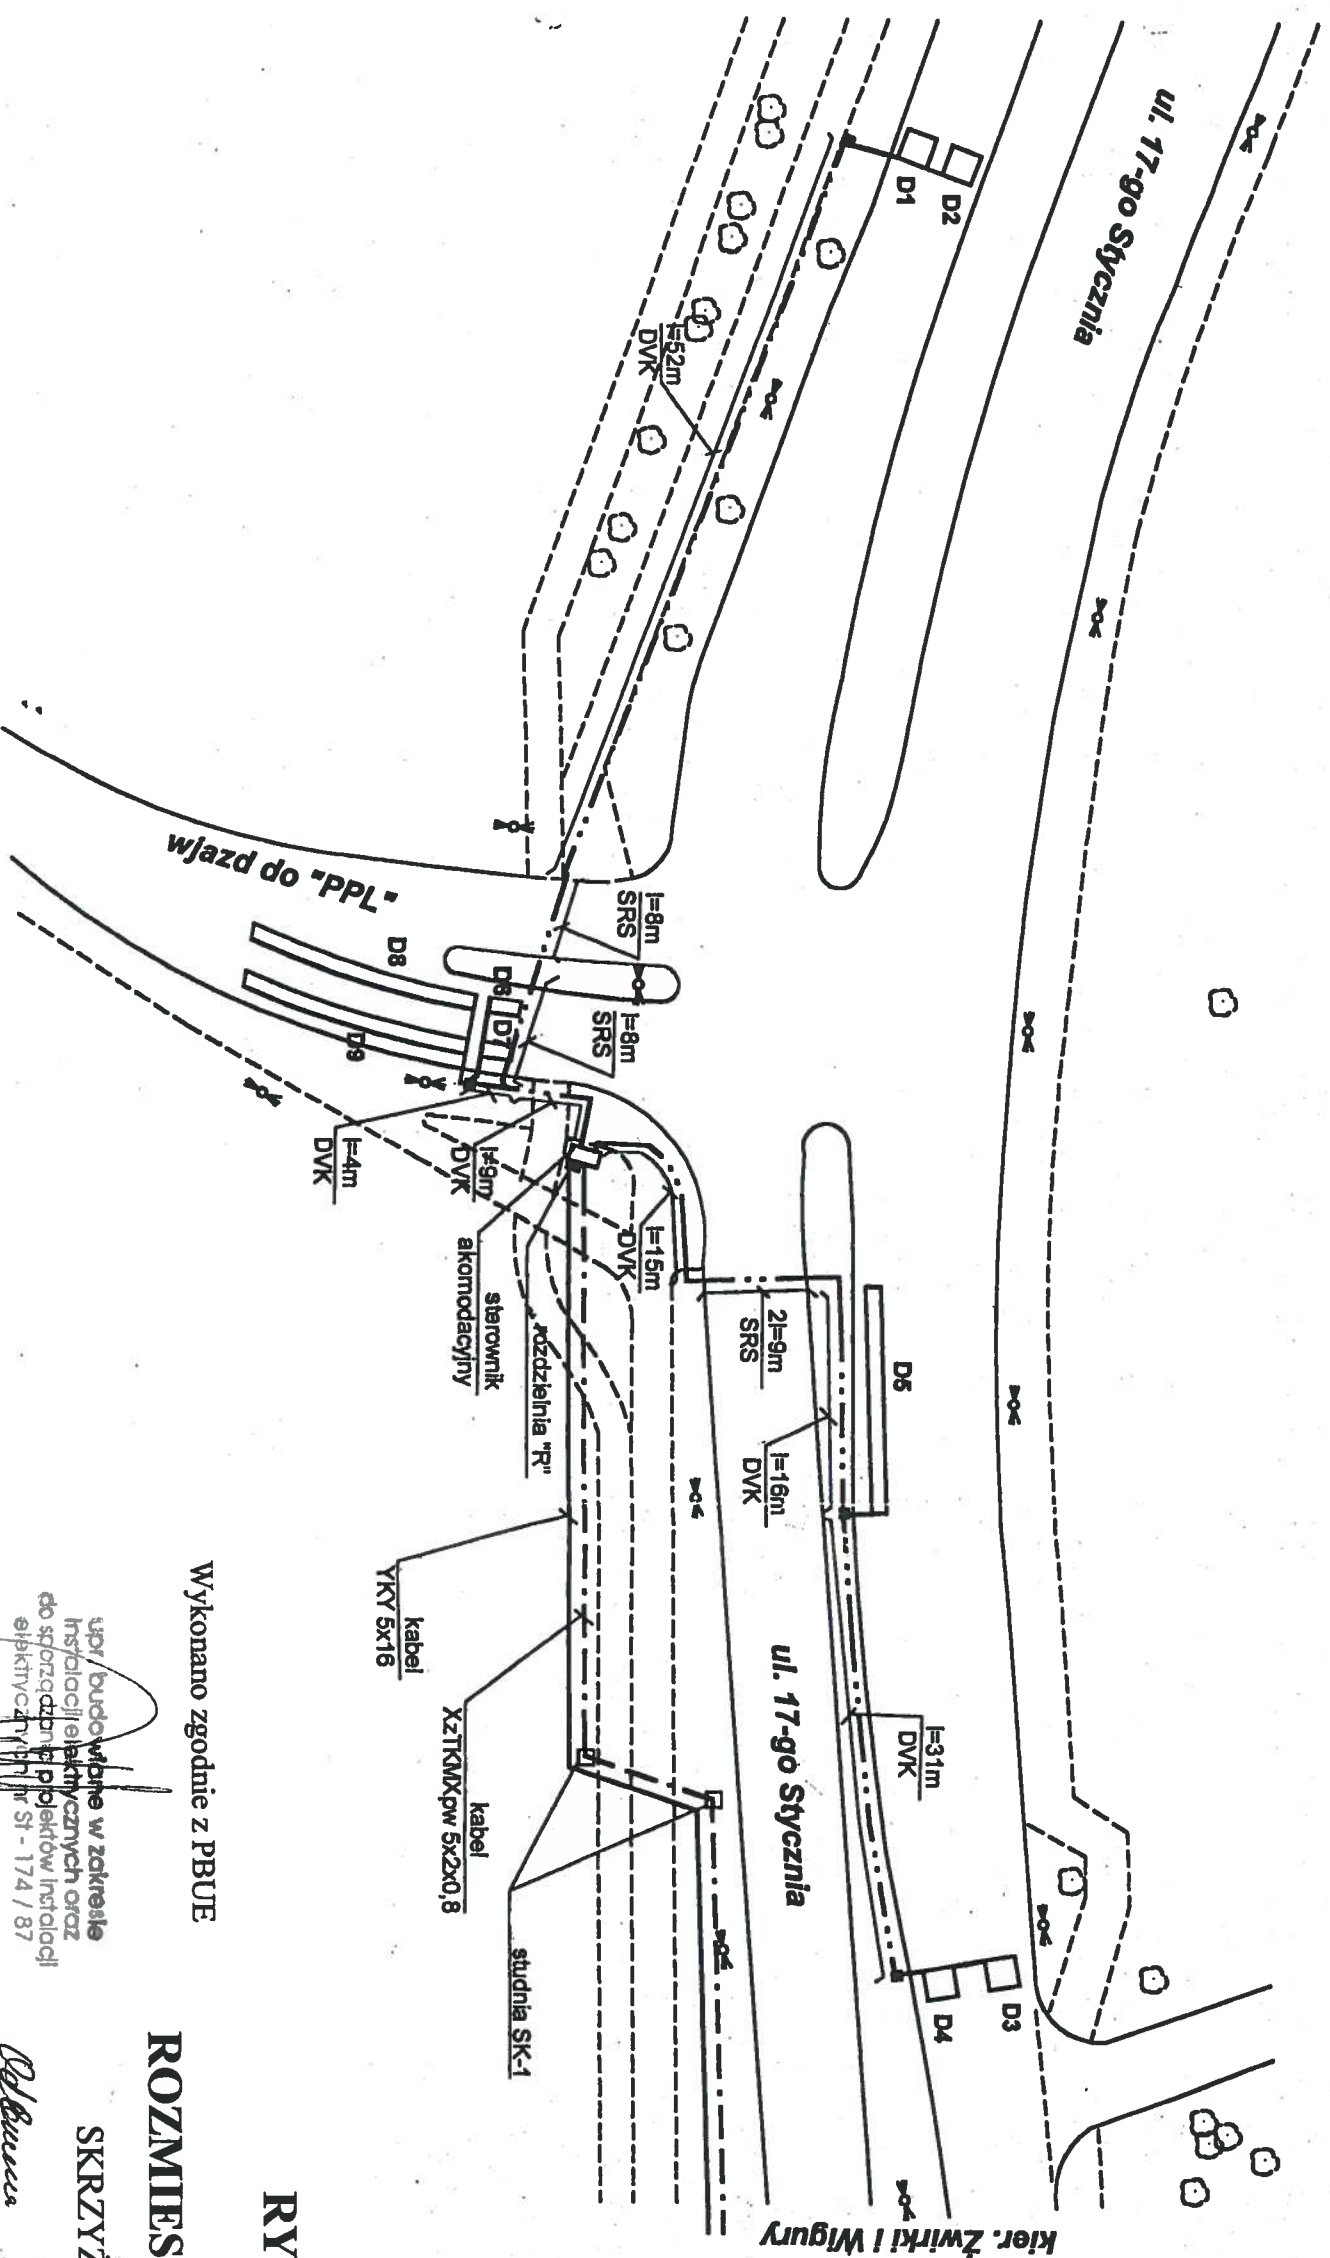 ul. 17-go Stycznia
D2
D1
l=52m
DVK
wjazd do "PPL"
l=8m
SRS
D8
D6
D7
l=8m
SRS
D9
l=4m
DVK
l=9m
DVK
l=15m
DVK
sterownik
akomodacyjny
rozdzielnia "R"
2l=9m
SRS
D5
l=16m
DVK
kabel
YKY 5x16
kabel
XzTKMXpw 5x2x0,8
ul. 17-go Stycznia
l=31m
DVK
studnia SK-1
D3
D4
kier. Żwirki i Wigury
Wykonano zgodnie z PBUE
upr. budowlane w zakresie
instalacji elektrycznych oraz
do sporządzania projektów instalacji
elektrycznych nr St - 174 / 87
RY
ROZMIES
SKRZYŻ